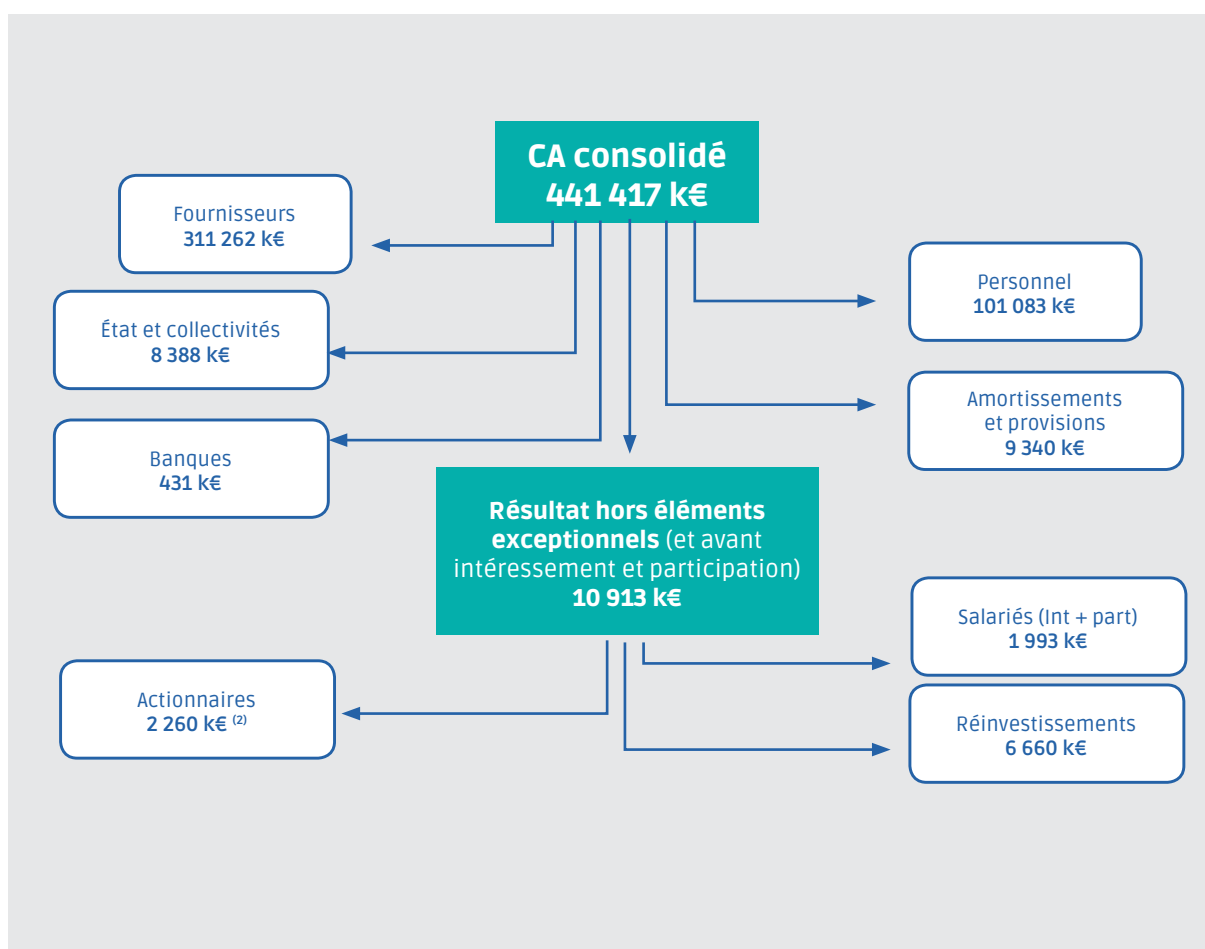 CA consolidé
441 417 k€
Fournisseurs
311 262 k€
Personnel
101 083 k€
État et collectivités
8 388 k€
Amortissements
et provisions
9 340 k€
Banques
431 k€
Résultat hors éléments
exceptionnels (et avant
intéressement et participation)
10 913 k€
Salariés (Int + part)
1 993 k€
Actionnaires
2 260 k€ (2)
Réinvestissements
6 660 k€